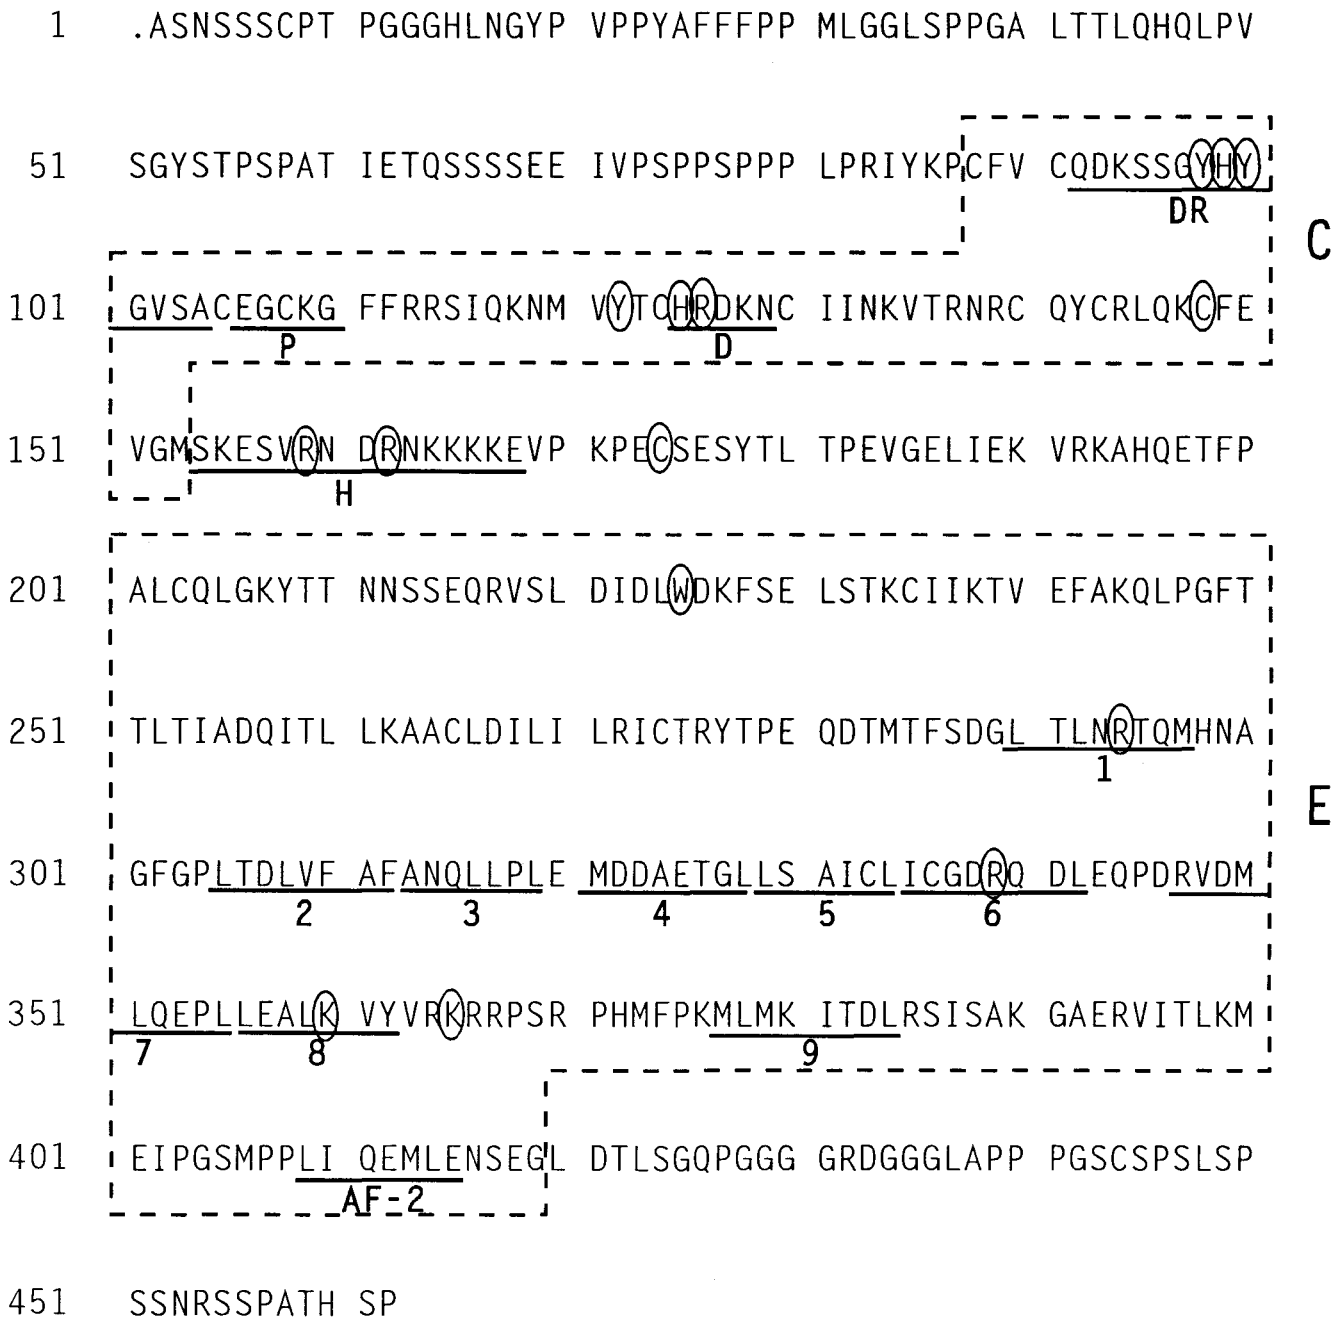 1 .ASNSSSCPT PGGGHLNGYP VPPYAFFFPP MLGGLSPPGA LTTLQHQLPV
51 SGYSTPSPAT IETQSSSSEE IVPSPPSPPP LPRIYKPCFV CQDKSSGYHY
DR
C
101 GVSACEGCKG FFRRSIQKNM VYTCHRDKNC IINKVTRNRC QYCRLQKCFE
P D
151 VGMSKESVRN DRNKKKKEVP KPECSESYTL TPEVGELIEK VRKAHQETFP
H
201 ALCQLGKYTT NNSSEQRVSL DIDLWDKFSE LSTKCIIKTV EFAKQLPGFT
251 TLTIADQITL LKAACLDILI LRICTRYTPE QDTMTFSDGL TLNRTQMHNA
1
E
301 GFGPLTDLVF AFANQLLPLE MDDAETGLLS AICLICGDRQ DLEQPDRVDM
2 3 4 5 6
351 LQEPLLEALK VYVRKRRPSR PHMFPKMLMK ITDLRSISAK GAERVITLKM
7 8 9
401 EIPGSMPPLI QEMLENSEGL DTLSGQPGGG GRDGGGLAPP PGSCSPSLSP
AF-2
451 SSNRSSPATH SP